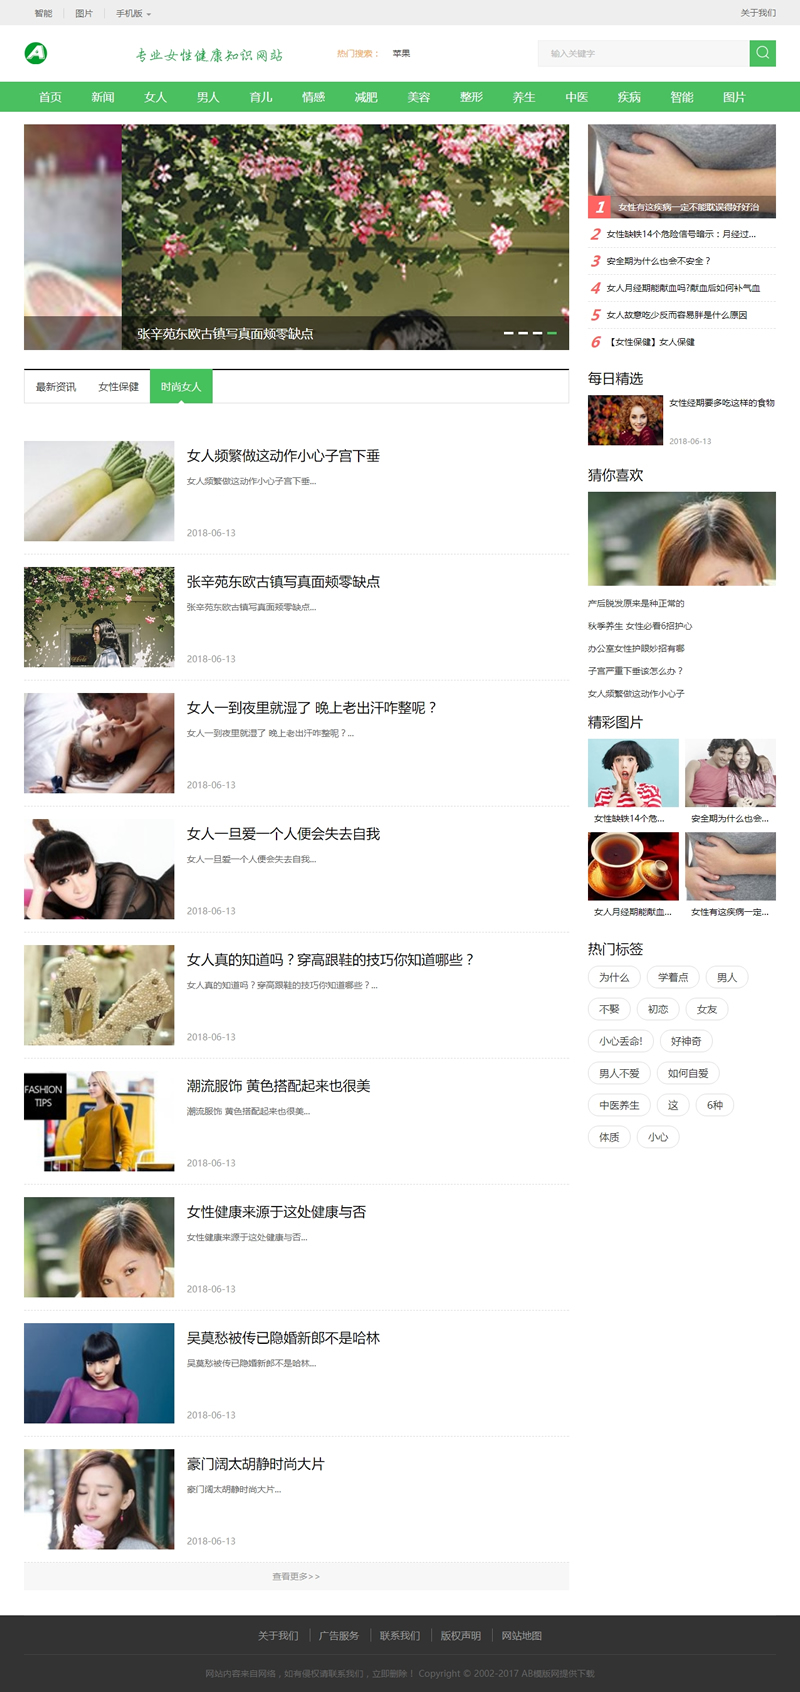 智能 图片 手机版 关于我们
A 专业女性健康知识网站 热门搜索： 苹果 输入关键字
首页 新闻 女人 男人 育儿 情感 减肥 美容 整形 养生 中医 疾病 智能 图片
张辛苑东欧古镇写真面颊零缺点
最新资讯 女性保健 时尚女人
女人频繁做这动作小心子宫下垂
女人频繁做这动作小心子宫下垂...
2018-06-13
张辛苑东欧古镇写真面颊零缺点
张辛苑东欧古镇写真面颊零缺点...
2018-06-13
女人一到夜里就湿了 晚上老出汗咋整呢？
女人一到夜里就湿了 晚上老出汗咋整呢？...
2018-06-13
女人一旦爱一个人便会失去自我
女人一旦爱一个人便会失去自我...
2018-06-13
女人真的知道吗？穿高跟鞋的技巧你知道哪些？
女人真的知道吗？穿高跟鞋的技巧你知道哪些？...
2018-06-13
FASHION
TIPS
潮流服饰 黄色搭配起来也很美
潮流服饰 黄色搭配起来也很美...
2018-06-13
女性健康来源于这处健康与否
女性健康来源于这处健康与否...
2018-06-13
吴莫愁被传已隐婚新郎不是哈林
吴莫愁被传已隐婚新郎不是哈林...
2018-06-13
豪门阔太胡静时尚大片
豪门阔太胡静时尚大片...
2018-06-13
查看更多>>
1 女性有这疾病一定不能耽误得好好治
2 女性缺铁14个危险信号暗示：月经过...
3 安全期为什么也会不安全？
4 女人月经期能献血吗?献血后如何补气血
5 女人故意吃少反而容易胖是什么原因
6 【女性保健】女人保健
每日精选
女性经期要多吃这样的食物
2018-06-13
猜你喜欢
产后脱发原来是种正常的
秋季养生 女性必看6招护心
办公室女性护眼妙招有哪
子宫严重下垂该怎么办？
女人频繁做这动作小心子
精彩图片
女性缺铁14个危... 安全期为什么也会...
女人月经期能献血... 女性有这疾病一定...
热门标签
为什么 学着点 男人
不娶 初恋 女友
小心丢命! 好神奇
男人不爱 如何自爱
中医养生 这 6种
体质 小心
关于我们 广告服务 联系我们 版权声明 网站地图
网站内容来自网络，如有侵权请联系我们，立即删除！ Copyright © 2002-2017 AB模版网提供下载